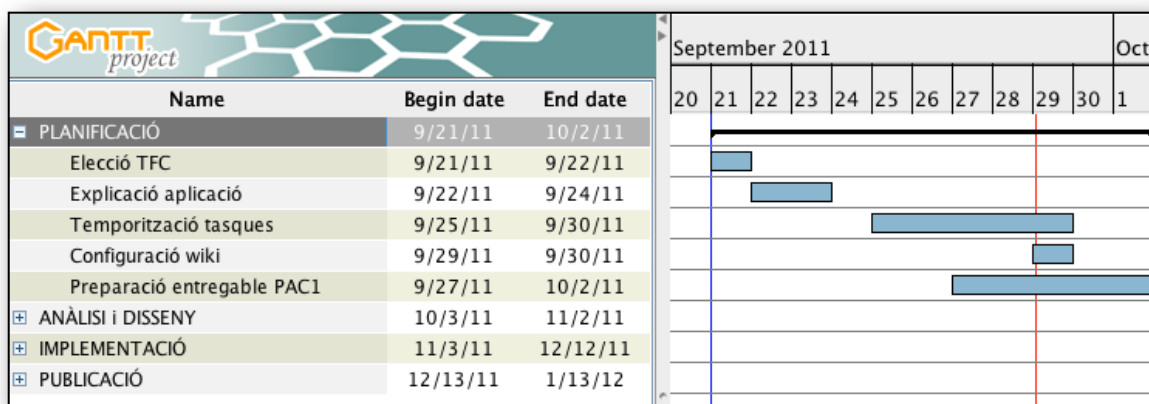 GANTT
project
September 2011 Oct
Name Begin date End date 20 21 22 23 24 25 26 27 28 29 30 1
PLANIFICACIÓ 9/21/11 10/2/11
Elecció TFC 9/21/11 9/22/11
Explicació aplicació 9/22/11 9/24/11
Temporització tasques 9/25/11 9/30/11
Configuració wiki 9/29/11 9/30/11
Preparació entregable PAC1 9/27/11 10/2/11
ANÀLISI i DISSENY 10/3/11 11/2/11
IMPLEMENTACIÓ 11/3/11 12/12/11
PUBLICACIÓ 12/13/11 1/13/12